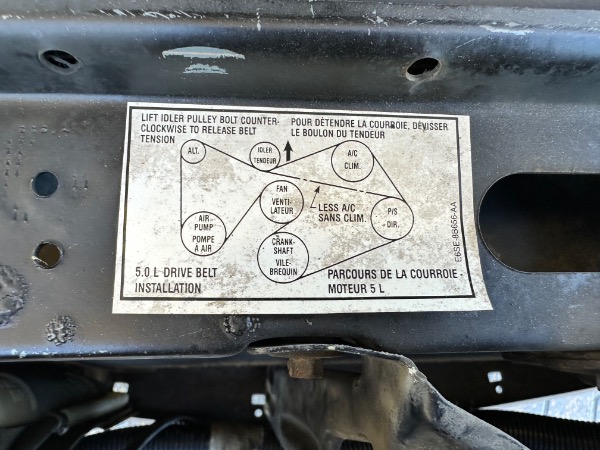 LIFT IDLER PULLEY BOLT COUNTER-
CLOCKWISE TO RELEASE BELT
TENSION
POUR DÉTENDRE LA COURROIE, DÉVISSER
LE BOULON DU TENDEUR
ALT.
IDLER
TENDEUR
A/C
CLIM.
FAN
VENTI-
LATEUR
LESS A/C
SANS CLIM.
P/S
DIR.
AIR
PUMP
POMPE
A AIR
CRANK-
SHAFT
VILE-
BREQUIN
5.0 L DRIVE BELT
INSTALLATION
PARCOURS DE LA COURROIE -
MOTEUR 5 L
E6SE-8B656-AA